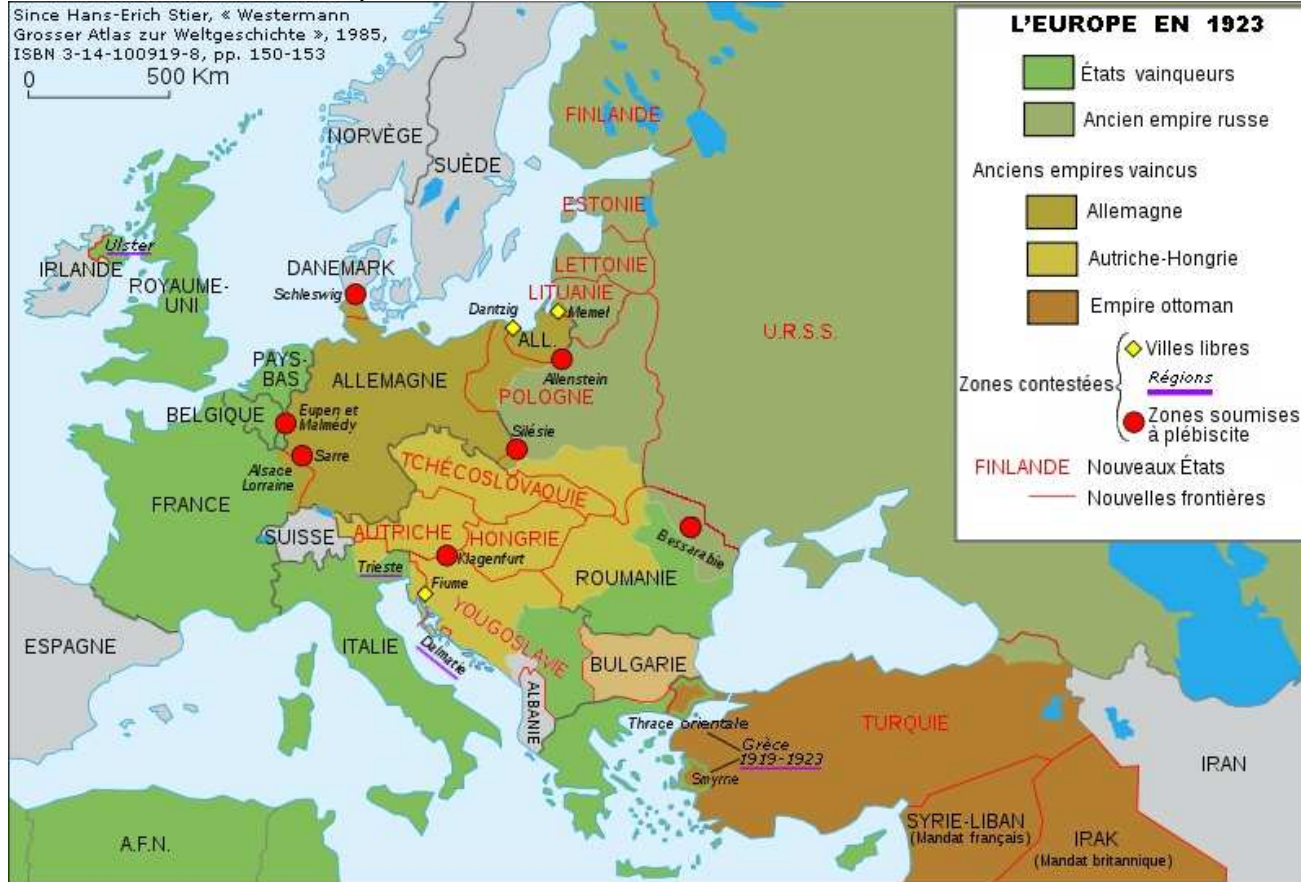 Since Hans-Erich Stier, « Westermann
Grosser Atlas zur Weltgeschichte », 1985,
ISBN 3-14-100919-8, pp. 150-153
0 500 Km
L'EUROPE EN 1923
États vainqueurs
Ancien empire russe
Anciens empires vaincus
Allemagne
Autriche-Hongrie
Empire ottoman
Zones contestées
Villes libres
Régions
Zones soumises
à plébiscite
FINLANDE Nouveaux États
Nouvelles frontières
FINLANDE
NORVÈGE
SUÈDE
ESTONIE
LETTONIE
LITUANIE
Memel
Ulster
IRLANDE
ROYAUME-
UNI
DANEMARK
Schleswig
Dantzig
ALL.
Allenstein
U.R.S.S.
PAYS-
BAS
ALLEMAGNE
POLOGNE
BELGIQUE
Eupen et
Malmédy
Silésie
Sarre
Alsace
Lorraine
TCHÉCOSLOVAQUIE
FRANCE
SUISSE
AUTRICHE
HONGRIE
Klagenfurt
Bessarabie
Trieste
Fiume
ROUMANIE
YOUGOSLAVIE
ESPAGNE
ITALIE
Dalmatie
BULGARIE
ALBANIE
Thrace orientale
Grèce
1919-1923
Smyrne
TURQUIE
IRAN
SYRIE-LIBAN
(Mandat français)
IRAK
(Mandat britannique)
A.F.N.